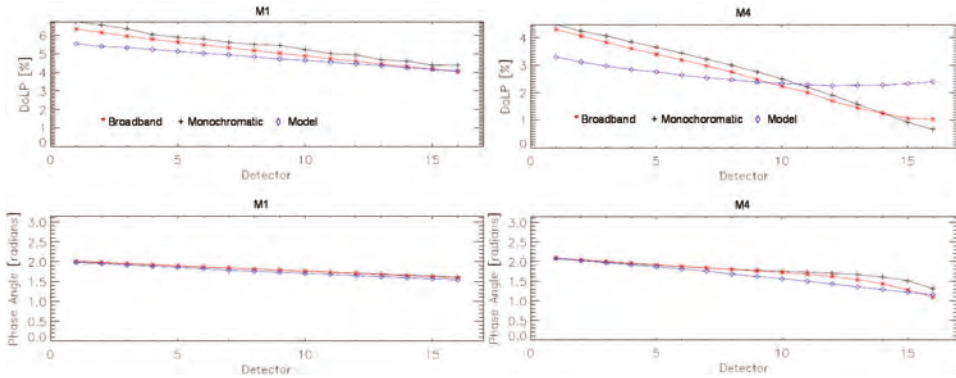 M1
DoLP [%]
6
5
4
3
2
1
0
Broadband Monochromatic Model
0 5 10 15
Detector
M4
DoLP [%]
4
3
2
1
0
Broadband Monochoromatic Model
0 5 10 15
Detector
M1
Phase Angle [radians]
3.0
2.5
2.0
1.5
1.0
0.5
0.0
0 5 10 15
Detector
M4
Phase Angle [radians]
3.0
2.5
2.0
1.5
1.0
0.5
0.0
0 5 10 15
Detector